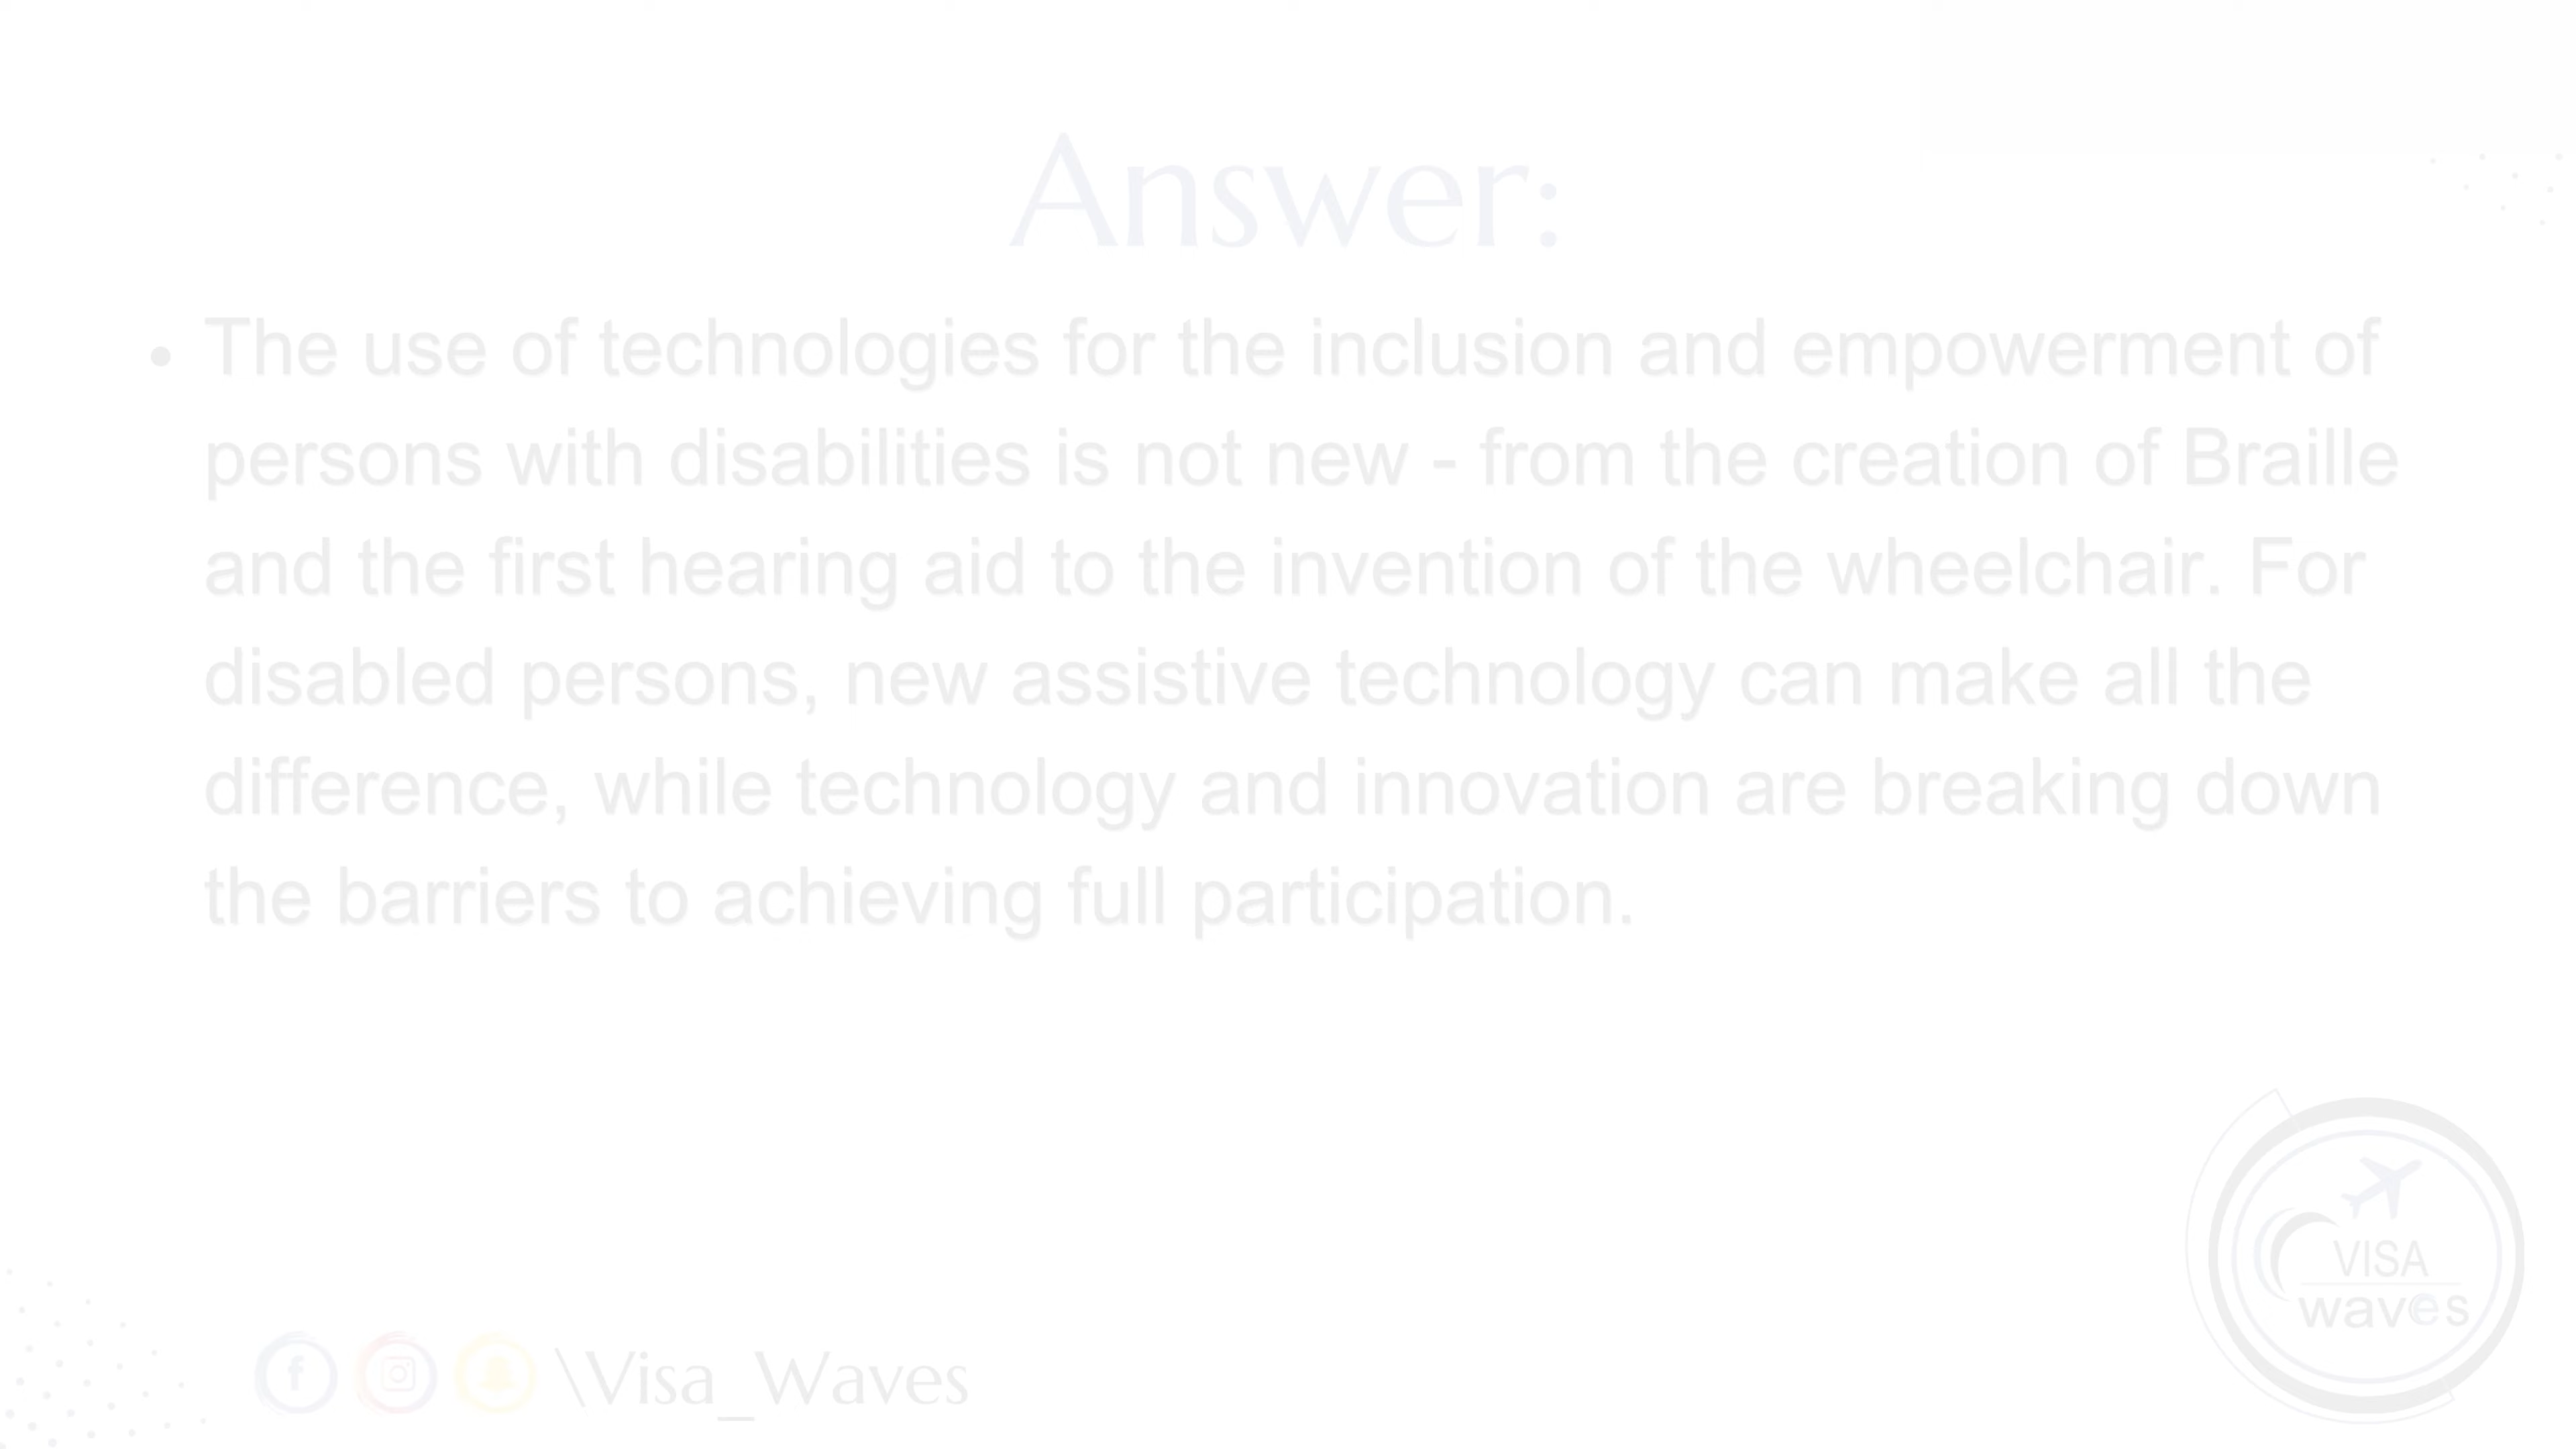 Answer:
• The use of technologies for the inclusion and empowerment of
persons with disabilities is not new - from the creation of Braille
and the first hearing aid to the invention of the wheelchair. For
disabled persons, new assistive technology can make all the
difference, while technology and innovation are breaking down
the barriers to achieving full participation.
VISA
waves
\Visa_Waves